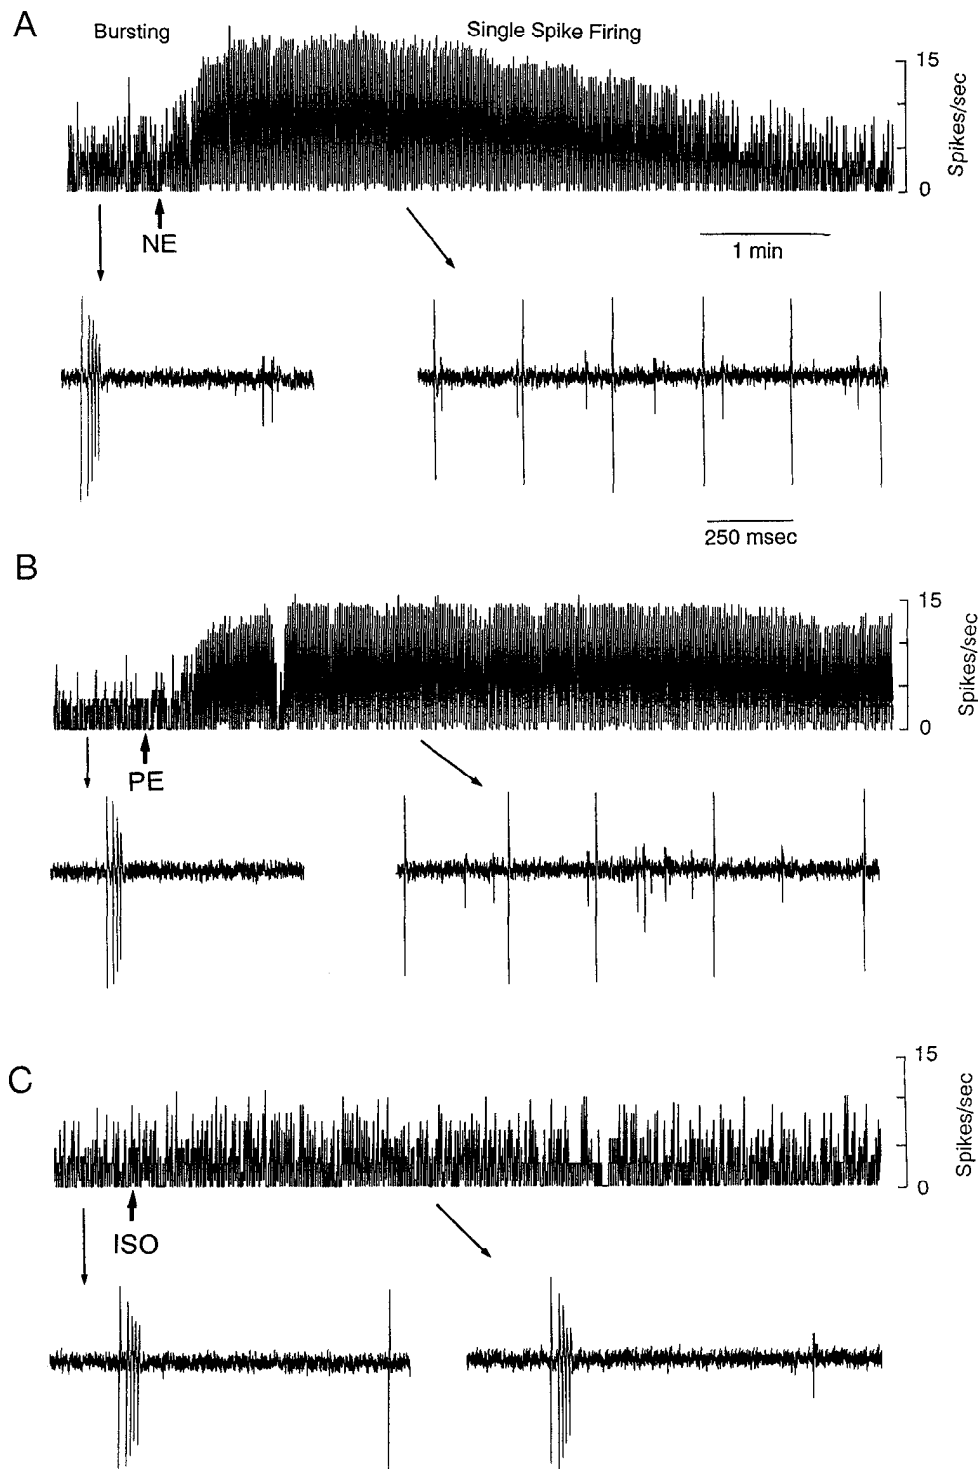 A
Bursting
Single Spike Firing
15
0
Spikes/sec
NE
1 min
250 msec
B
15
0
Spikes/sec
PE
C
15
0
Spikes/sec
ISO